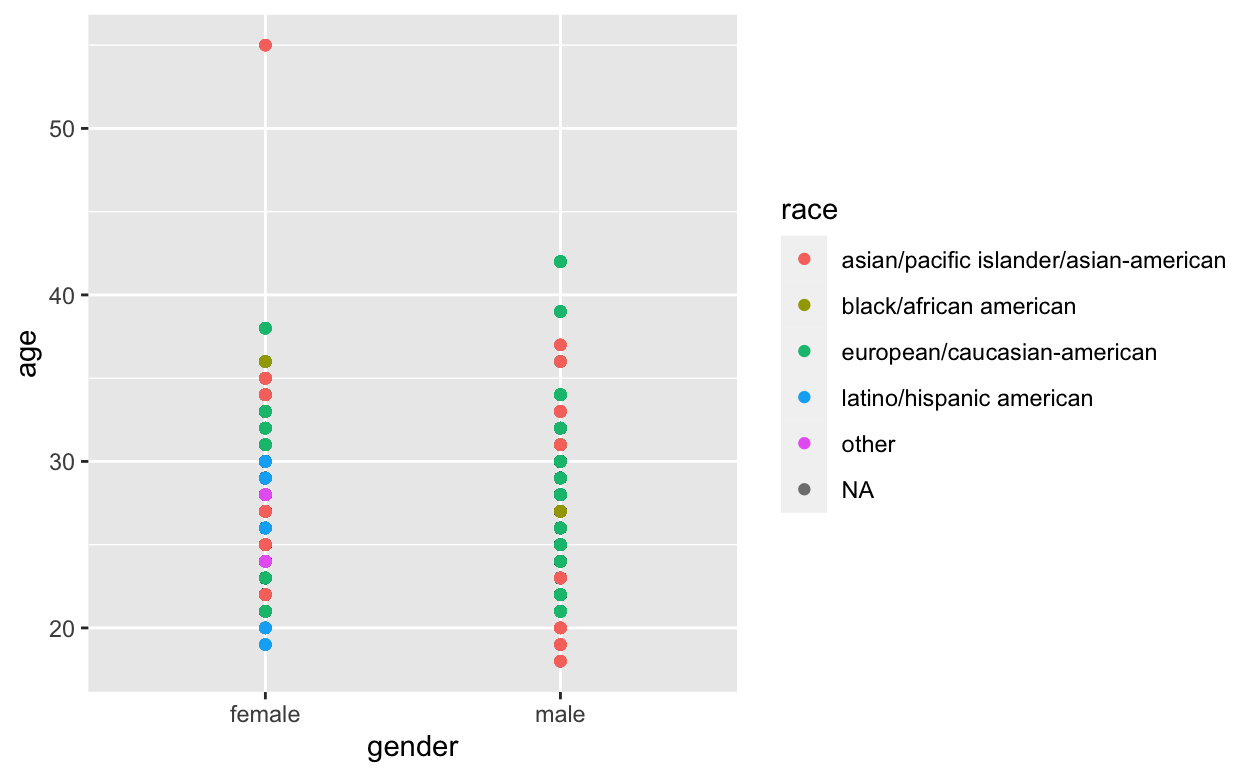 50
40
30
20
age
female
male
gender
race
asian/pacific islander/asian-american
black/african american
european/caucasian-american
latino/hispanic american
other
NA